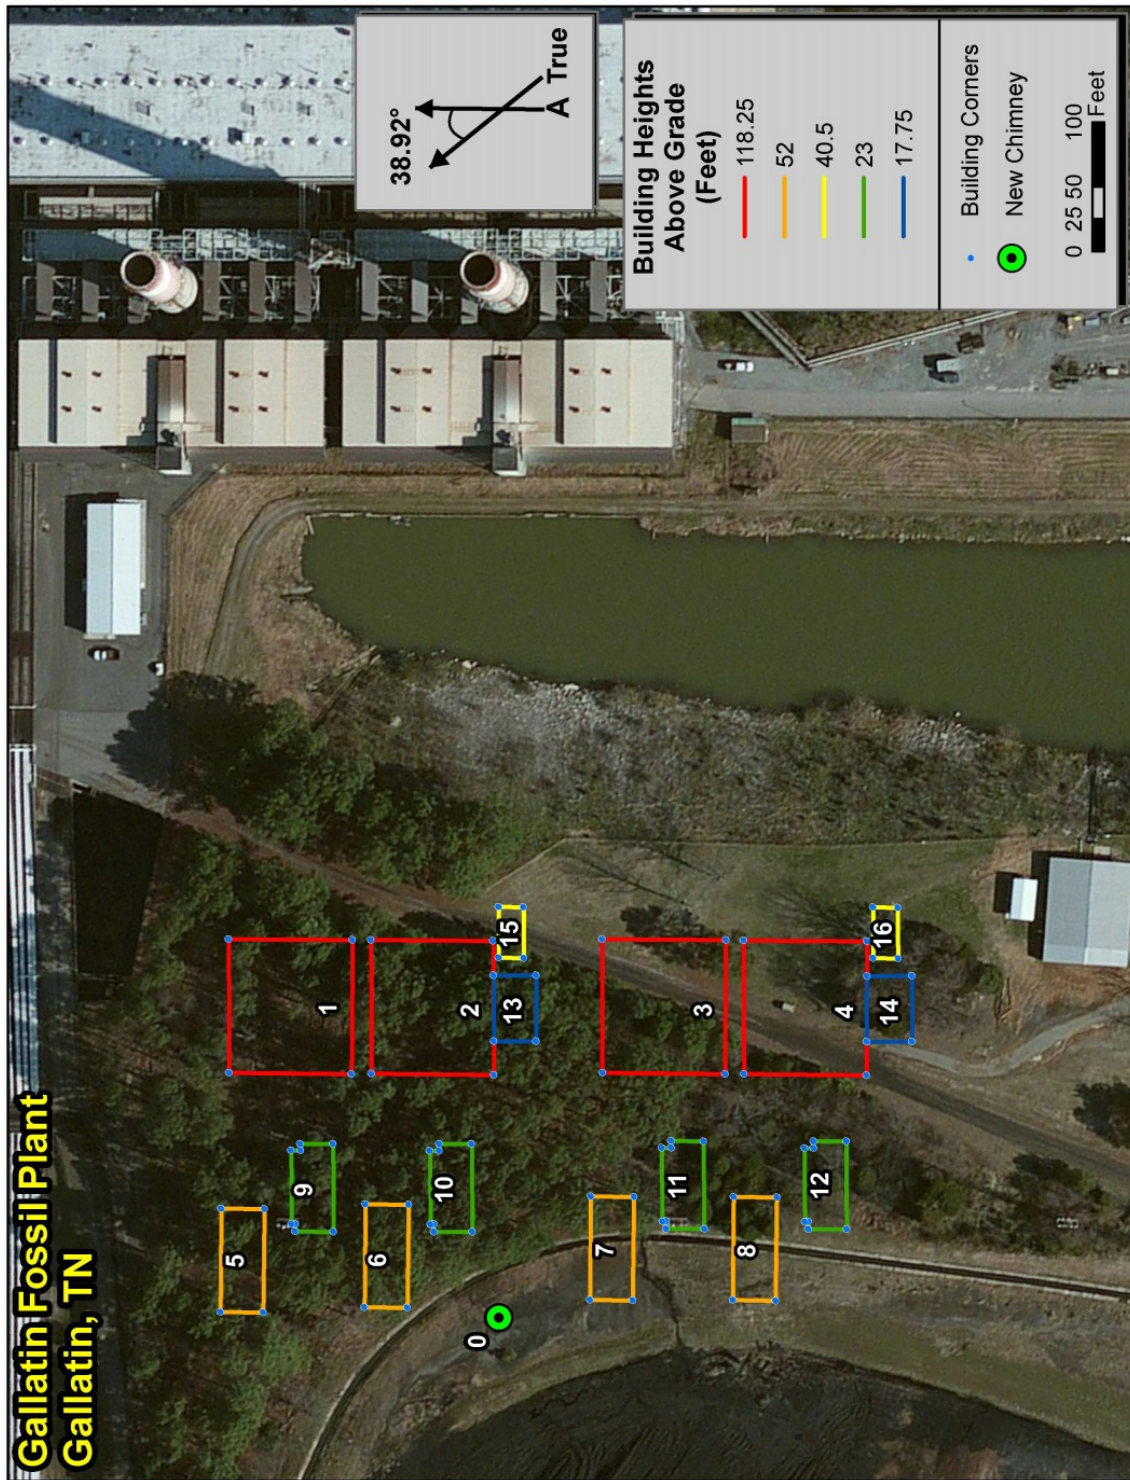 Gallatin Fossil Plant
Gallatin, TN
38.92°
A
True
Building Heights
Above Grade
(Feet)
118.25
52
40.5
23
17.75
Building Corners
New Chimney
0 25 50 100
Feet
1
2
3
4
5
6
7
8
9
10
11
12
13
14
15
16
0